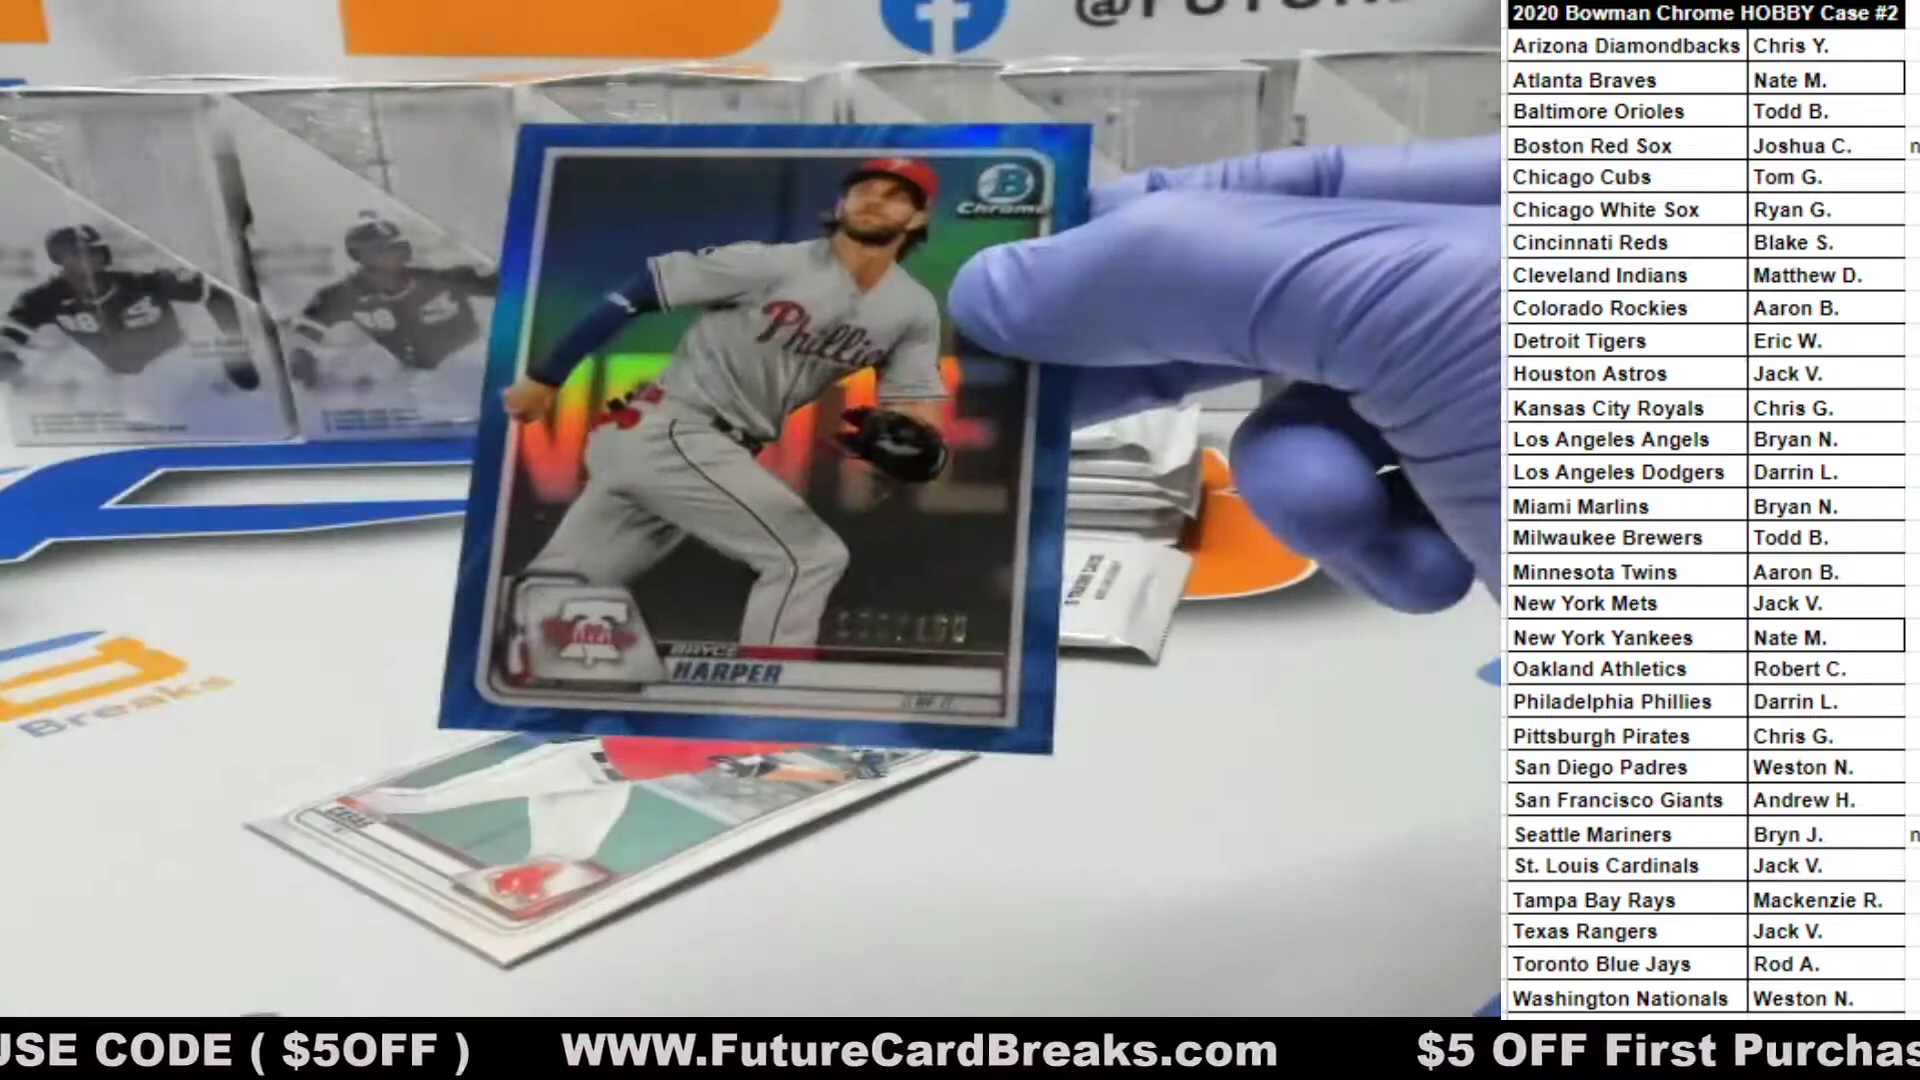 2020 Bowman Chrome HOBBY Case #2
Arizona Diamondbacks Chris Y.
Atlanta Braves Nate M.
Baltimore Orioles Todd B.
Boston Red Sox Joshua C.
Chicago Cubs Tom G.
Chicago White Sox Ryan G.
Cincinnati Reds Blake S.
Cleveland Indians Matthew D.
Colorado Rockies Aaron B.
Detroit Tigers Eric W.
Houston Astros Jack V.
Kansas City Royals Chris G.
Los Angeles Angels Bryan N.
Los Angeles Dodgers Darrin L.
Miami Marlins Bryan N.
Milwaukee Brewers Todd B.
Minnesota Twins Aaron B.
New York Mets Jack V.
New York Yankees Nate M.
Oakland Athletics Robert C.
Philadelphia Phillies Darrin L.
Pittsburgh Pirates Chris G.
San Diego Padres Weston N.
San Francisco Giants Andrew H.
Seattle Mariners Bryn J.
St. Louis Cardinals Jack V.
Tampa Bay Rays Mackenzie R.
Texas Rangers Jack V.
Toronto Blue Jays Rod A.
Washington Nationals Weston N.
B
Chrome
Phillies
Phillies
BRYCE
HARPER
Breaks
USE CODE ( $5OFF ) WWW.FutureCardBreaks.com $5 OFF First Purchas